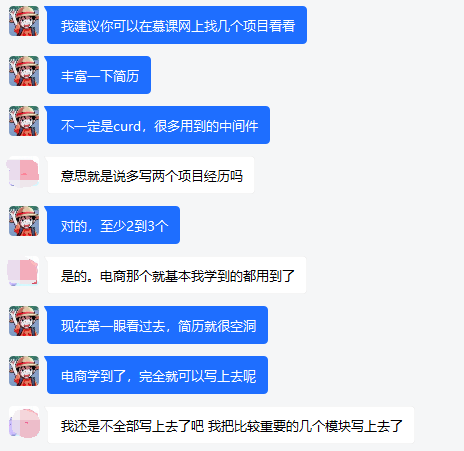 我建议你可以在慕课网上找几个项目看看
丰富一下简历
不一定是curd，很多用到的中间件
意思就是说多写两个项目经历吗
对的，至少2到3个
是的。电商那个就基本我学到的都用到了
现在第一眼看过去，简历就很空洞
电商学到了，完全就可以写上去呢
我还是不全部写上去了吧 我把比较重要的几个模块写上去了